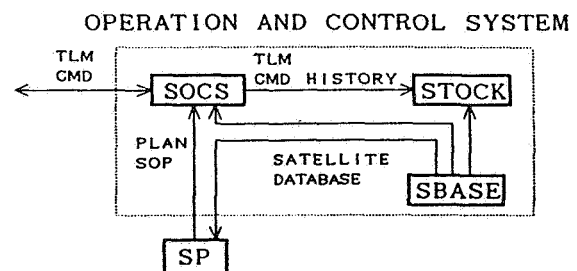 OPERATION AND CONTROL SYSTEM
TLM
CMD
SOCS
TLM
CMD HISTORY
STOCK
PLAN
SOP
SATELLITE
DATABASE
SBASE
SP